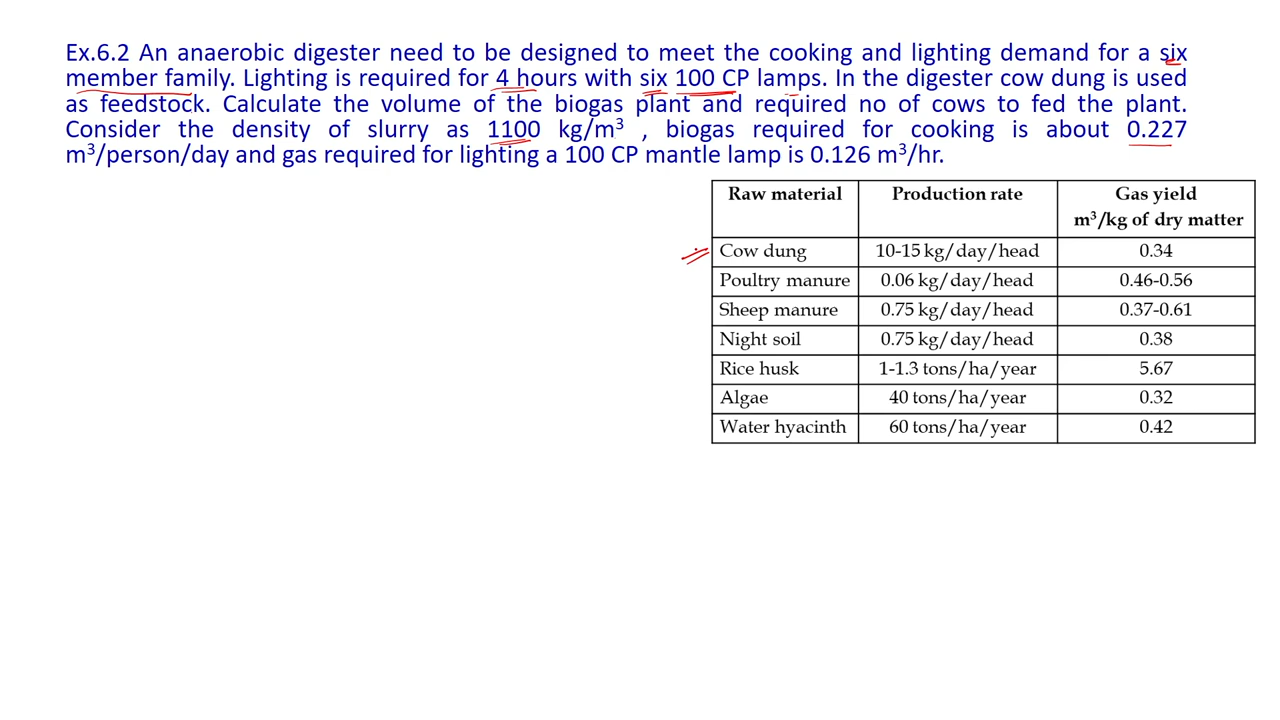 Ex.6.2 An anaerobic digester need to be designed to meet the cooking and lighting demand for a six
member family. Lighting is required for 4 hours with six 100 CP lamps. In the digester cow dung is used
as feedstock. Calculate the volume of the biogas plant and required no of cows to fed the plant.
Consider the density of slurry as 1100 kg/m³ , biogas required for cooking is about 0.227
m³/person/day and gas required for lighting a 100 CP mantle lamp is 0.126 m³/hr.
Raw material Production rate Gas yield
m³/kg of dry matter
Cow dung 10-15 kg/day/head 0.34
Poultry manure 0.06 kg/day/head 0.46-0.56
Sheep manure 0.75 kg/day/head 0.37-0.61
Night soil 0.75 kg/day/head 0.38
Rice husk 1-1.3 tons/ha/year 5.67
Algae 40 tons/ha/year 0.32
Water hyacinth 60 tons/ha/year 0.42